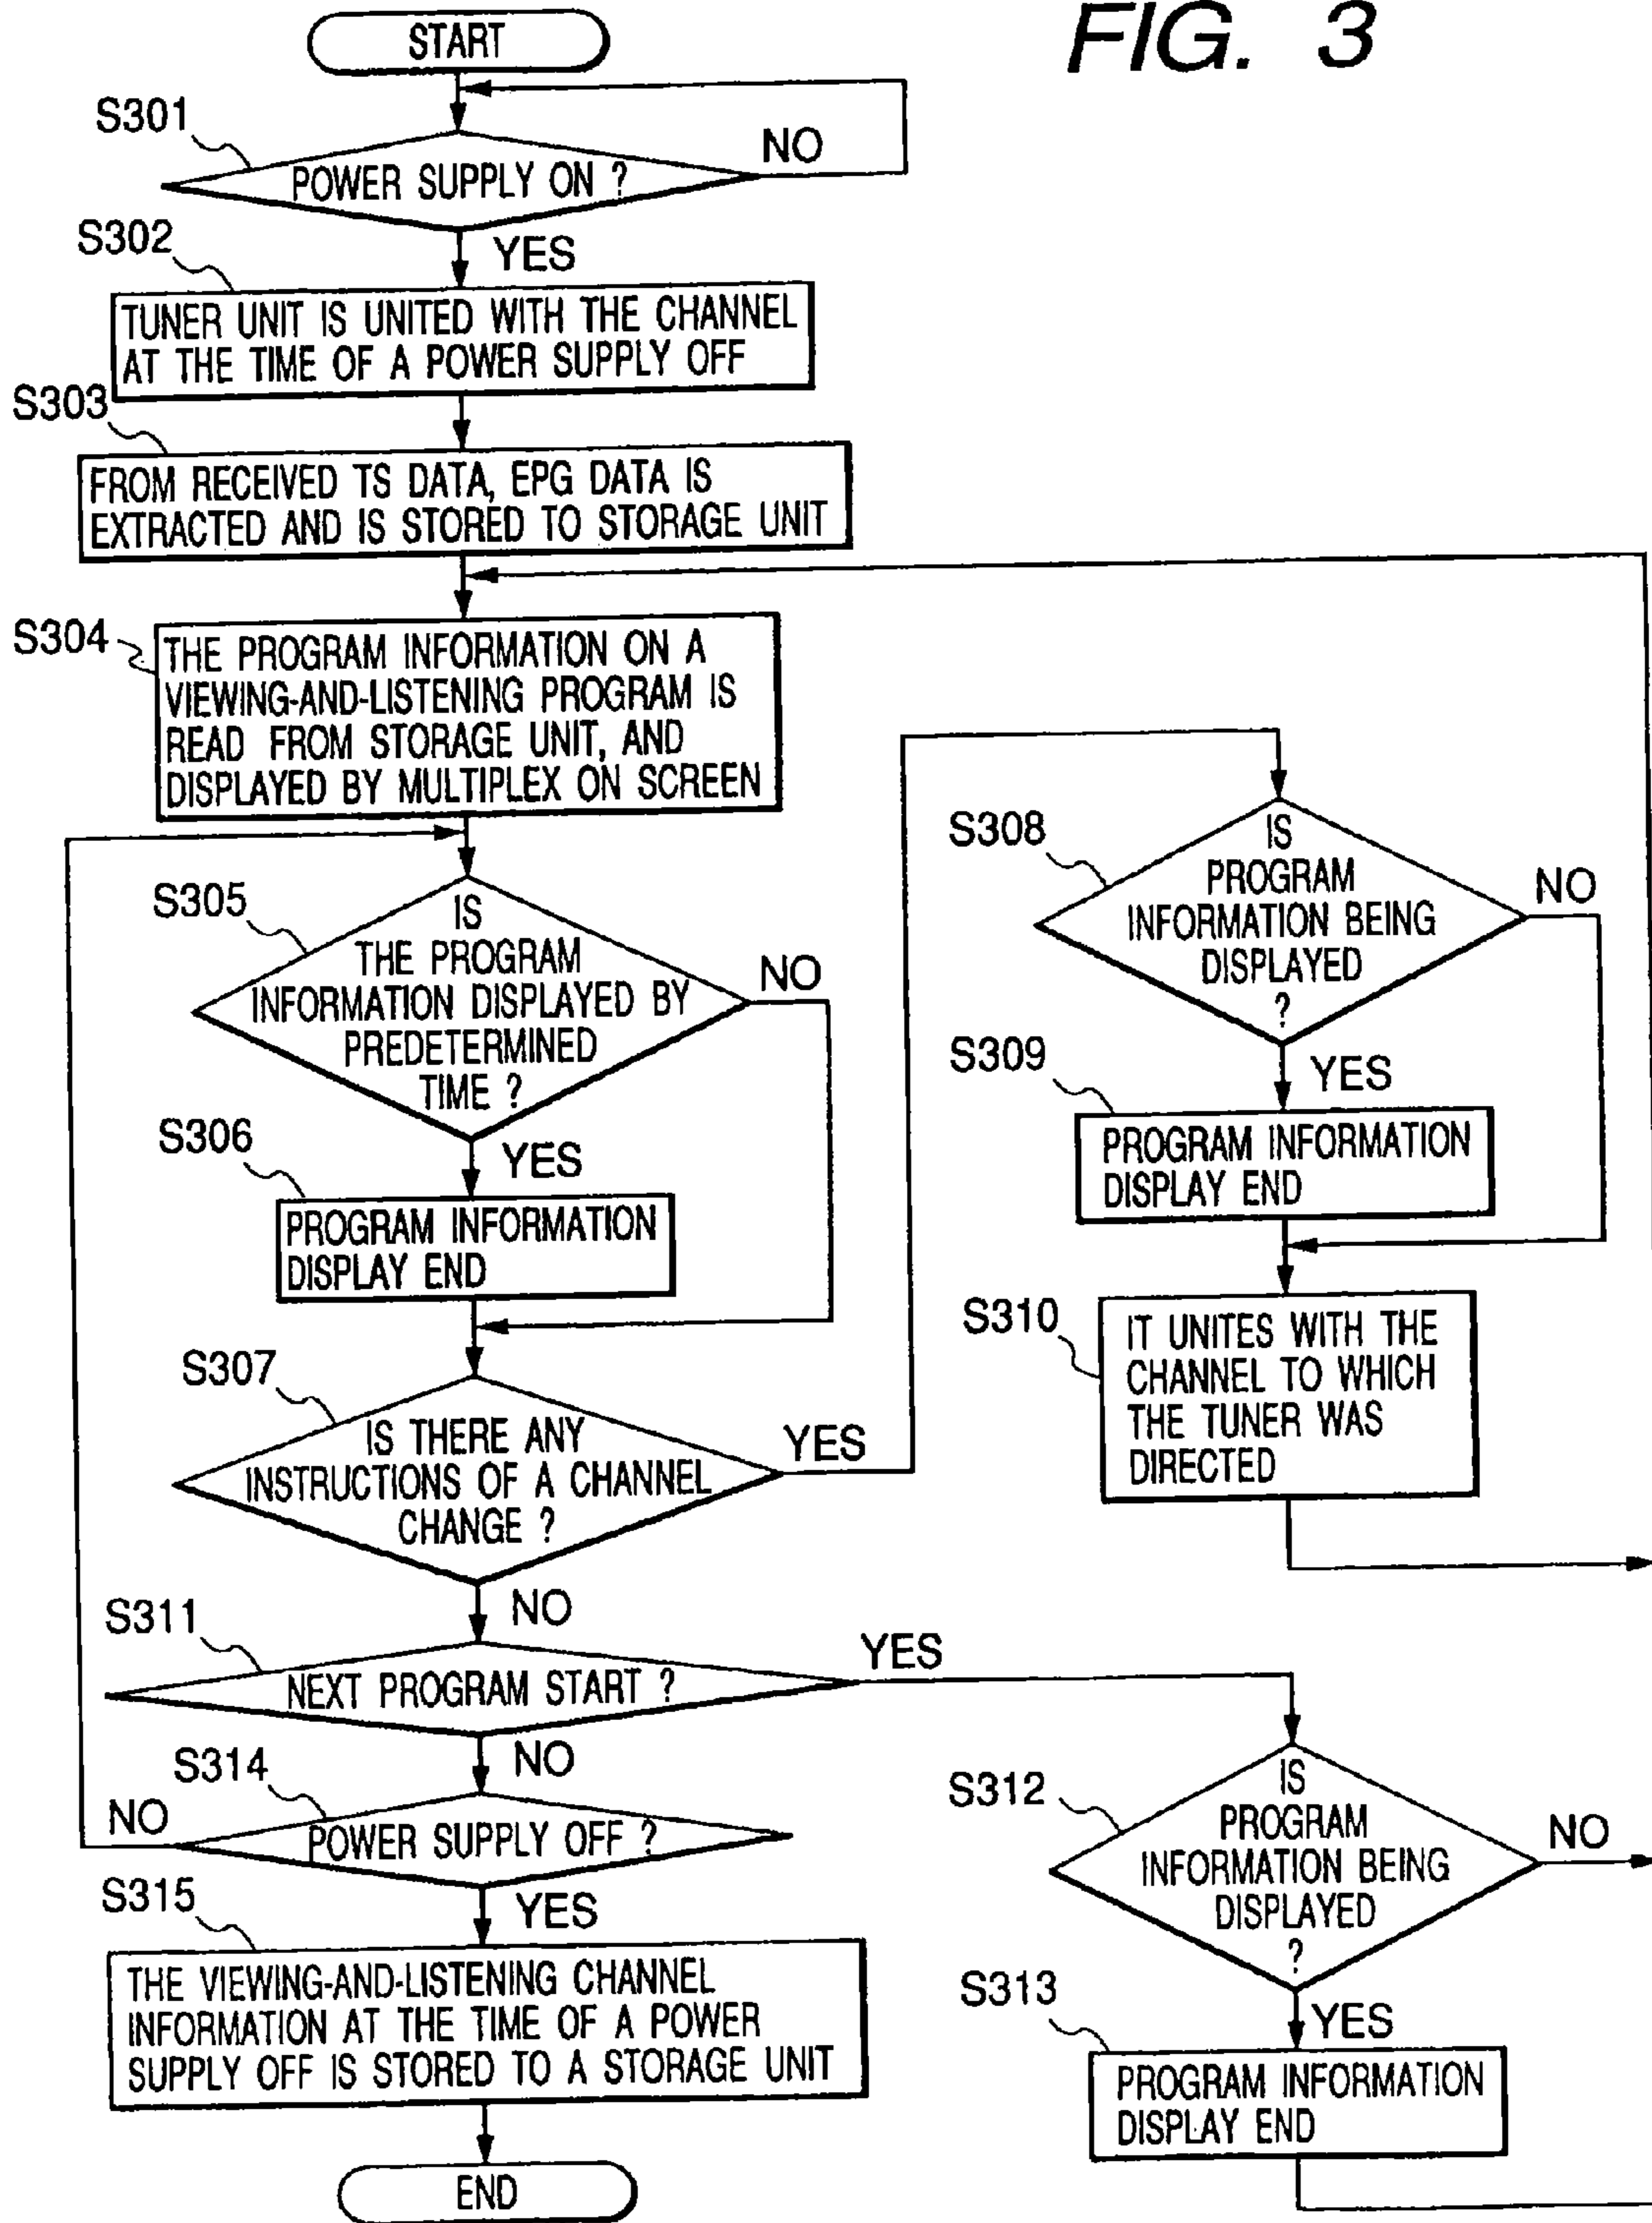 FIG. 3
START
S301
POWER SUPPLY ON ?
NO
YES
S302
TUNER UNIT IS UNITED WITH THE CHANNEL
AT THE TIME OF A POWER SUPPLY OFF
S303
FROM RECEIVED TS DATA, EPG DATA IS
EXTRACTED AND IS STORED TO STORAGE UNIT
S304
THE PROGRAM INFORMATION ON A
VIEWING-AND-LISTENING PROGRAM IS
READ FROM STORAGE UNIT, AND
DISPLAYED BY MULTIPLEX ON SCREEN
S305
IS
THE PROGRAM
INFORMATION DISPLAYED BY
PREDETERMINED
TIME ?
NO
YES
S306
PROGRAM INFORMATION
DISPLAY END
S307
IS THERE ANY
INSTRUCTIONS OF A CHANNEL
CHANGE ?
YES
NO
S308
IS
PROGRAM
INFORMATION BEING
DISPLAYED
?
NO
YES
S309
PROGRAM INFORMATION
DISPLAY END
S310
IT UNITES WITH THE
CHANNEL TO WHICH
THE TUNER WAS
DIRECTED
S311
NEXT PROGRAM START ?
YES
NO
S312
IS
PROGRAM
INFORMATION BEING
DISPLAYED
?
NO
YES
S313
PROGRAM INFORMATION
DISPLAY END
S314
POWER SUPPLY OFF ?
NO
YES
S315
THE VIEWING-AND-LISTENING CHANNEL
INFORMATION AT THE TIME OF A POWER
SUPPLY OFF IS STORED TO A STORAGE UNIT
END